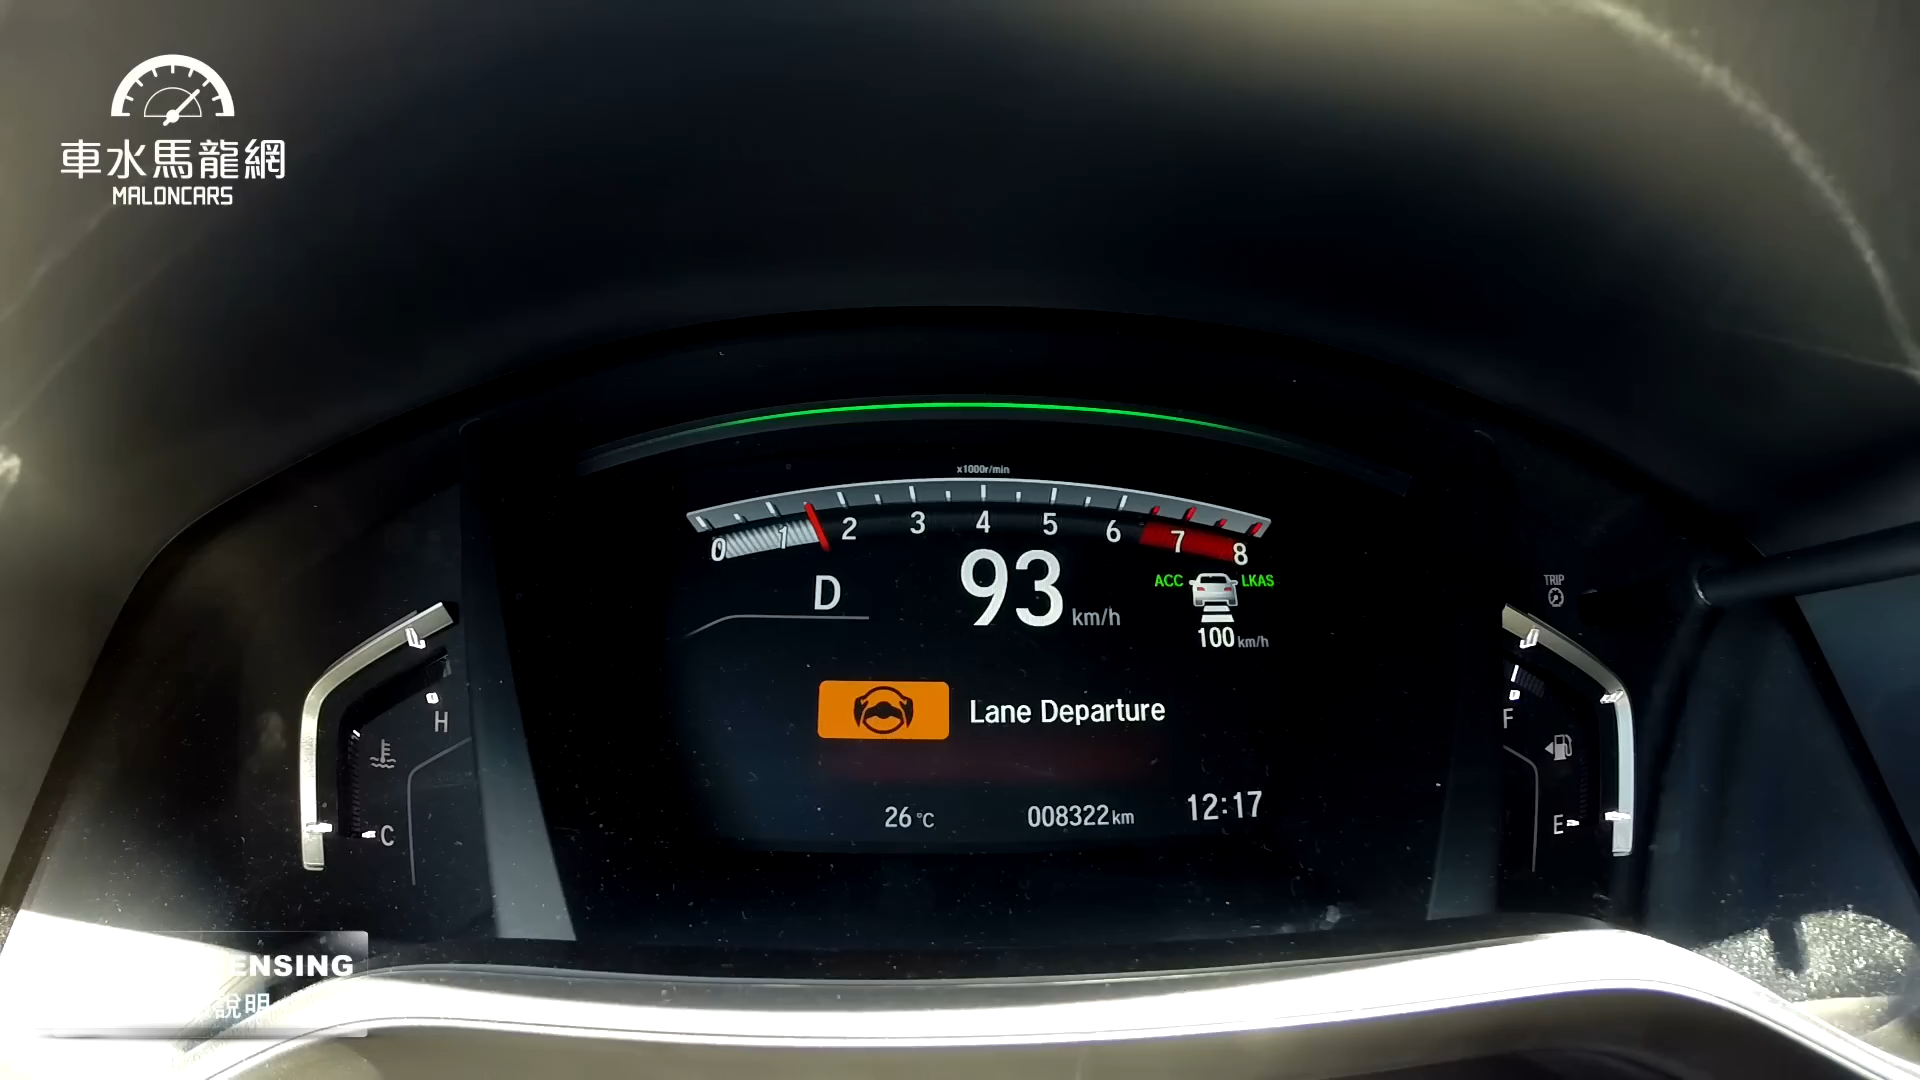 車水馬龍網
MALONCARS
x1000r/min
0 1 2 3 4 5 6 7 8
D
93 km/h
ACC LKAS
100 km/h
TRIP
H
Lane Departure
F
C
E
26 °C
008322 km
12:17
ENSING
說明